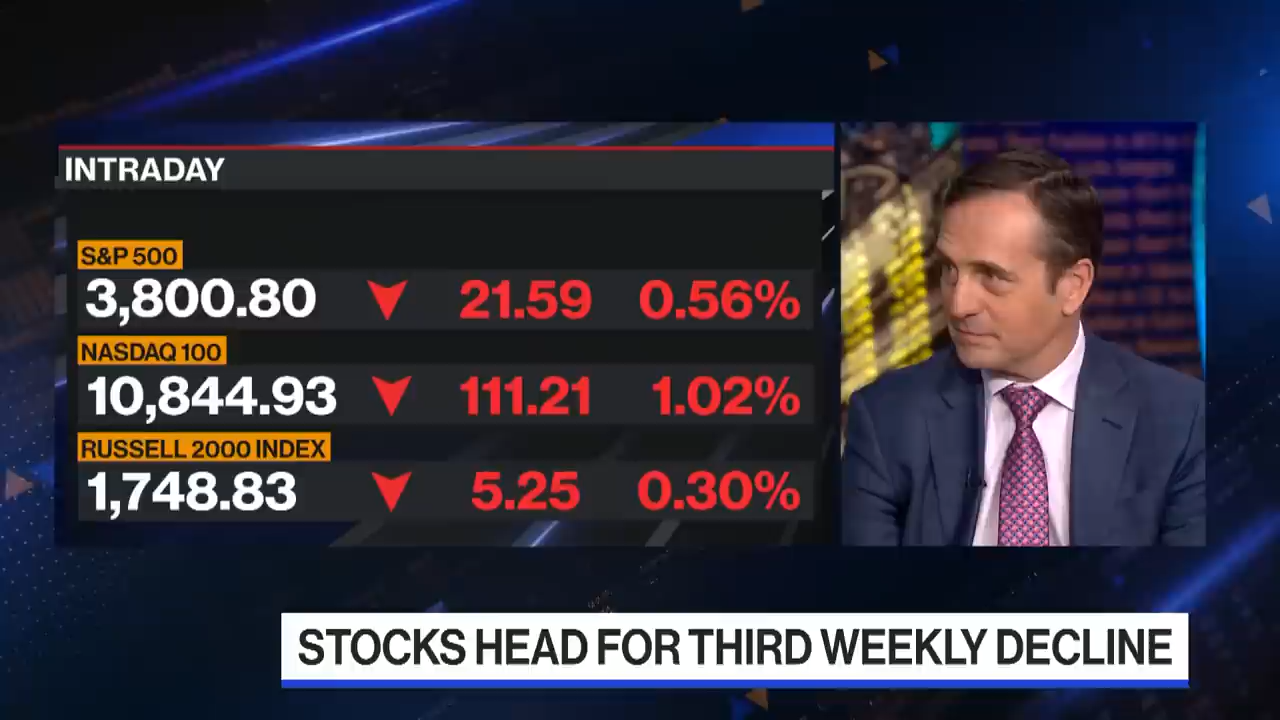 INTRADAY
S&P 500
3,800.80 21.59 0.56%
NASDAQ 100
10,844.93 111.21 1.02%
RUSSELL 2000 INDEX
1,748.83 5.25 0.30%
STOCKS HEAD FOR THIRD WEEKLY DECLINE